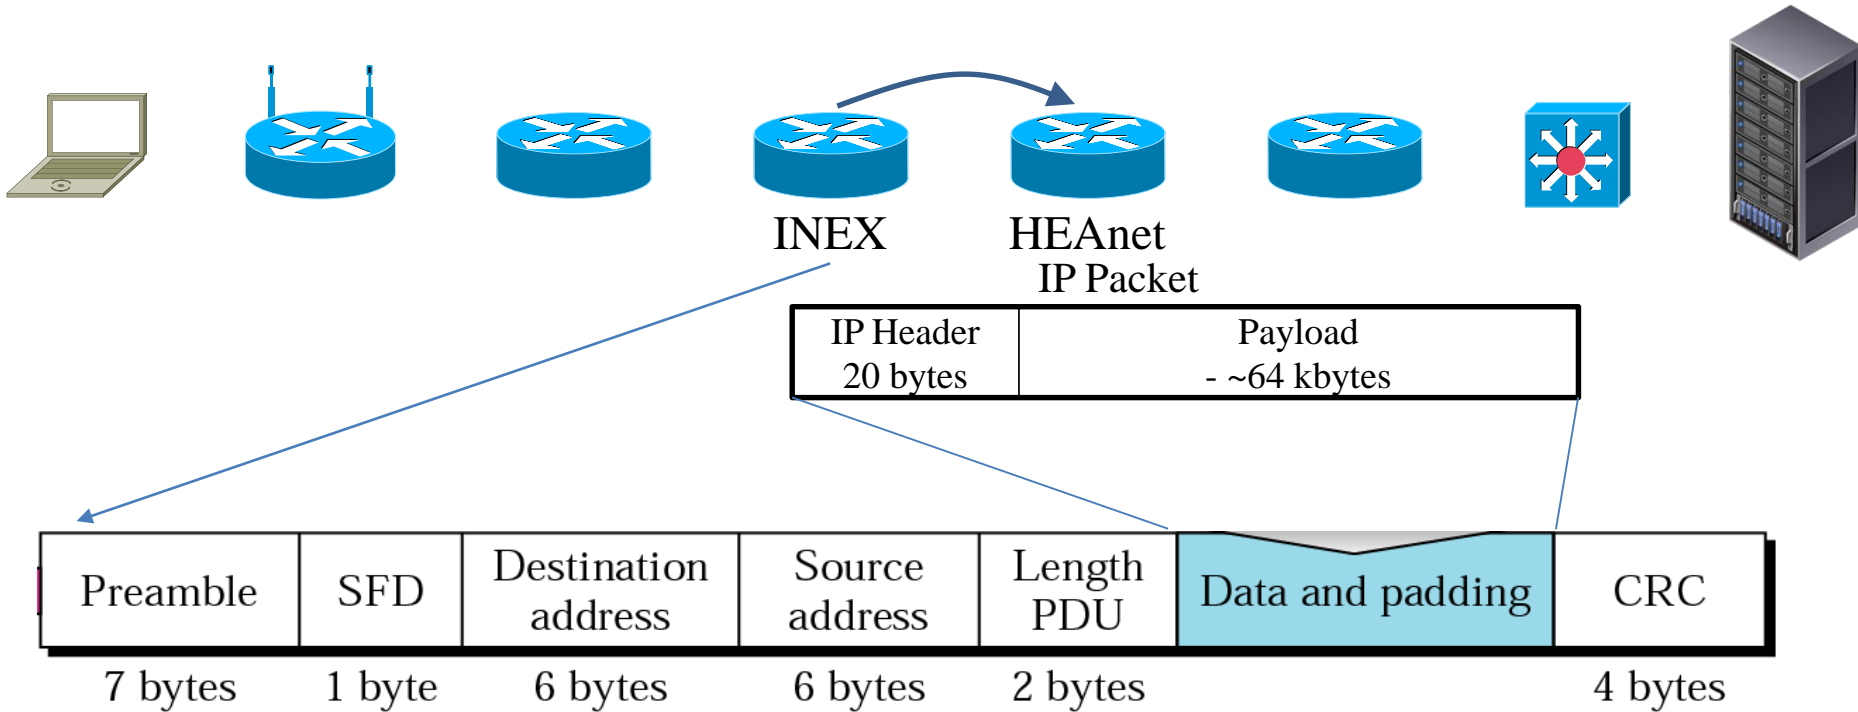 INEX
HEAnet
IP Packet
IP Header
20 bytes
Payload
- ~64 kbytes
Preamble
SFD
Destination
address
Source
address
Length
PDU
Data and padding
CRC
7 bytes
1 byte
6 bytes
6 bytes
2 bytes
4 bytes